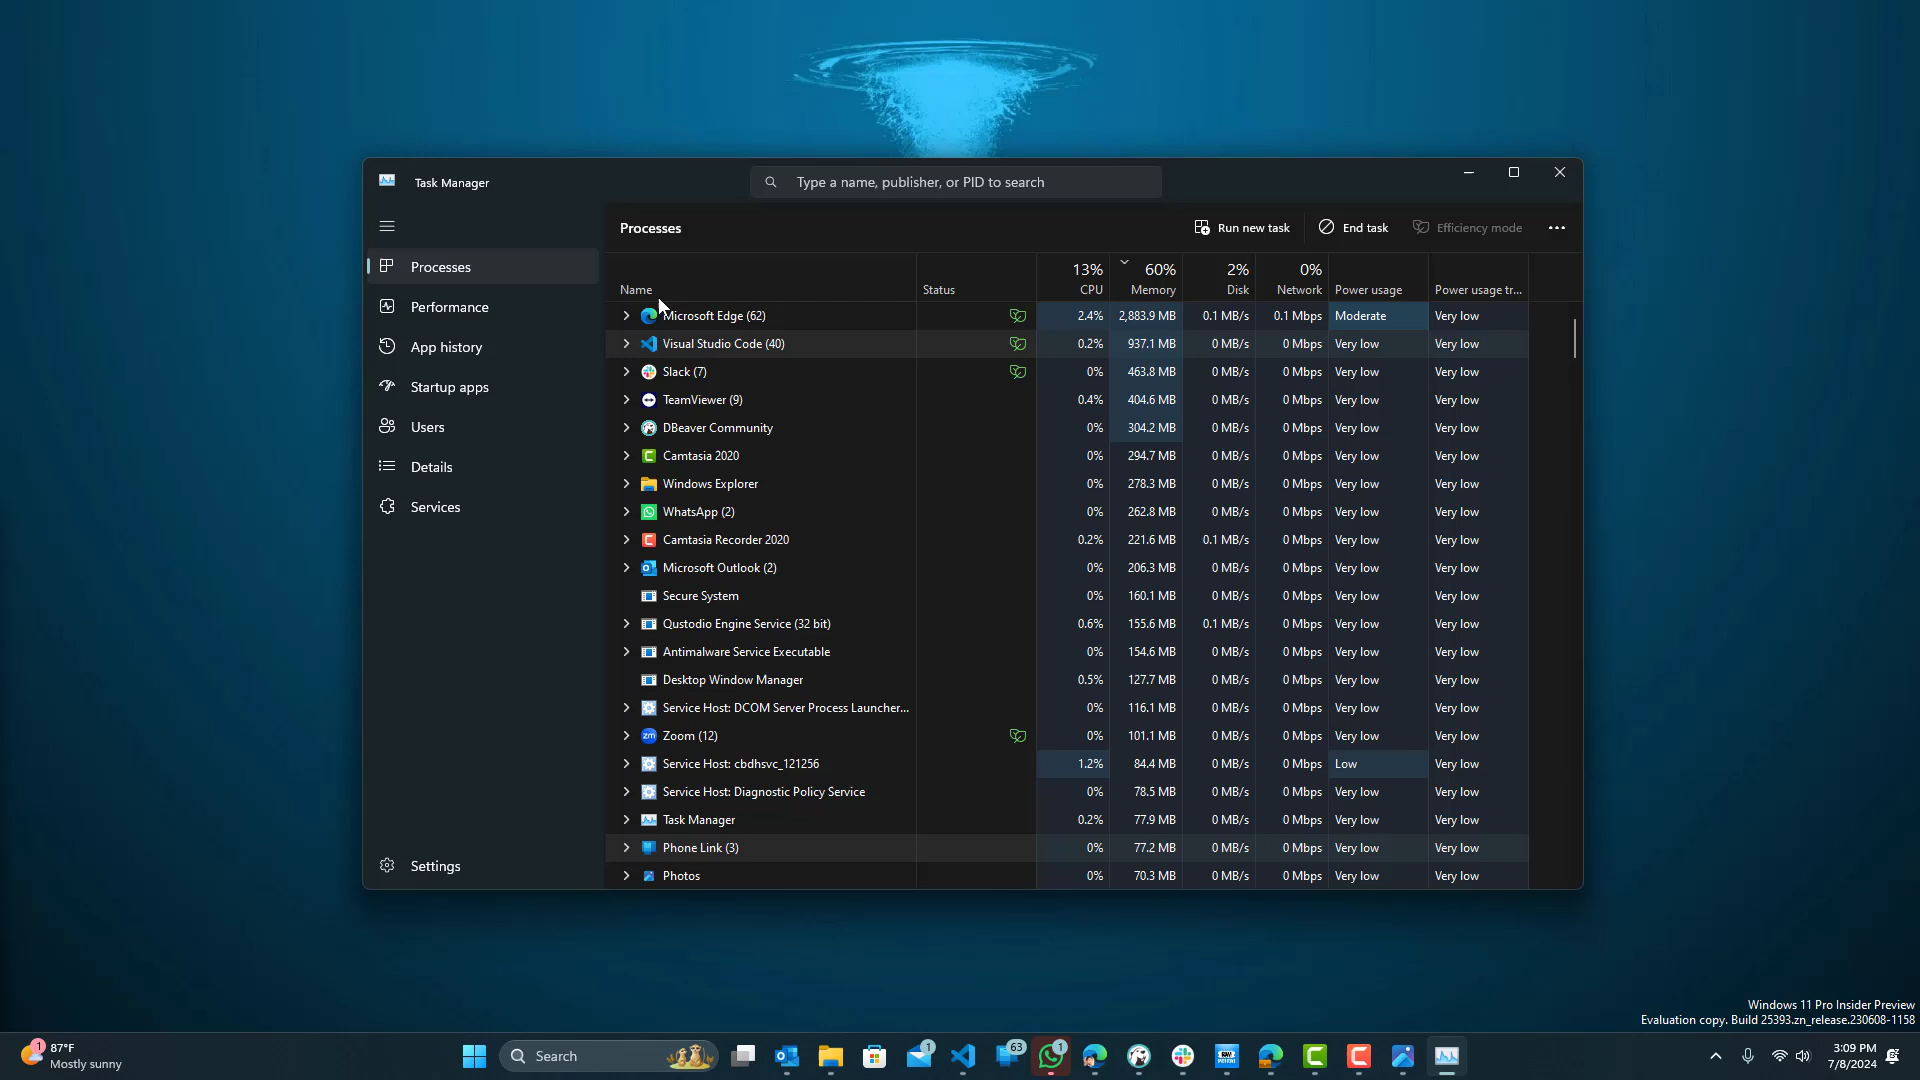 Task Manager
Type a name, publisher, or PID to search
Processes
Performance
App history
Startup apps
Users
Details
Services
Settings
Processes
Run new task
End task
Efficiency mode
13% 60% 2% 0%
Name Status CPU Memory Disk Network Power usage Power usage tr...
Microsoft Edge (62) 2.4% 2,883.9 MB 0.1 MB/s 0.1 Mbps Moderate Very low
Visual Studio Code (40) 0.2% 937.1 MB 0 MB/s 0 Mbps Very low Very low
Slack (7) 0% 463.8 MB 0 MB/s 0 Mbps Very low Very low
TeamViewer (9) 0.4% 404.6 MB 0 MB/s 0 Mbps Very low Very low
DBeaver Community 0% 304.2 MB 0 MB/s 0 Mbps Very low Very low
Camtasia 2020 0% 294.7 MB 0 MB/s 0 Mbps Very low Very low
Windows Explorer 0% 278.3 MB 0 MB/s 0 Mbps Very low Very low
WhatsApp (2) 0% 262.8 MB 0 MB/s 0 Mbps Very low Very low
Camtasia Recorder 2020 0.2% 221.6 MB 0.1 MB/s 0 Mbps Very low Very low
Microsoft Outlook (2) 0% 206.3 MB 0 MB/s 0 Mbps Very low Very low
Secure System 0% 160.1 MB 0 MB/s 0 Mbps Very low Very low
Qustodio Engine Service (32 bit) 0.6% 155.6 MB 0.1 MB/s 0 Mbps Very low Very low
Antimalware Service Executable 0% 154.6 MB 0 MB/s 0 Mbps Very low Very low
Desktop Window Manager 0.5% 127.7 MB 0 MB/s 0 Mbps Very low Very low
Service Host: DCOM Server Process Launcher... 0% 116.1 MB 0 MB/s 0 Mbps Very low Very low
Zoom (12) 0% 101.1 MB 0 MB/s 0 Mbps Very low Very low
Service Host: cbdhsvc_121256 1.2% 84.4 MB 0 MB/s 0 Mbps Low Very low
Service Host: Diagnostic Policy Service 0% 78.5 MB 0 MB/s 0 Mbps Very low Very low
Task Manager 0.2% 77.9 MB 0 MB/s 0 Mbps Very low Very low
Phone Link (3) 0% 77.2 MB 0 MB/s 0 Mbps Very low Very low
Photos 0% 70.3 MB 0 MB/s 0 Mbps Very low Very low
Windows 11 Pro Insider Preview
Evaluation copy. Build 25393.zn_release.230608-1158
1
87°F
Mostly sunny
Search
1
63
1
3:09 PM
7/8/2024